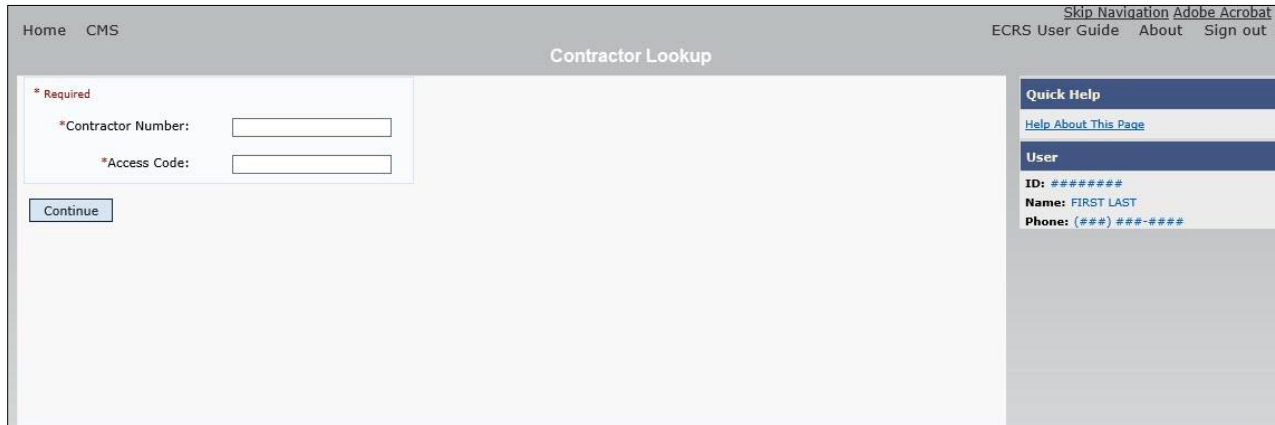 Skip Navigation Adobe Acrobat
Home CMS ECRS User Guide About Sign out
Contractor Lookup
* Required
*Contractor Number:
*Access Code:
Continue
Quick Help
Help About This Page
User
ID: ########
Name: FIRST LAST
Phone: (###) ###-####